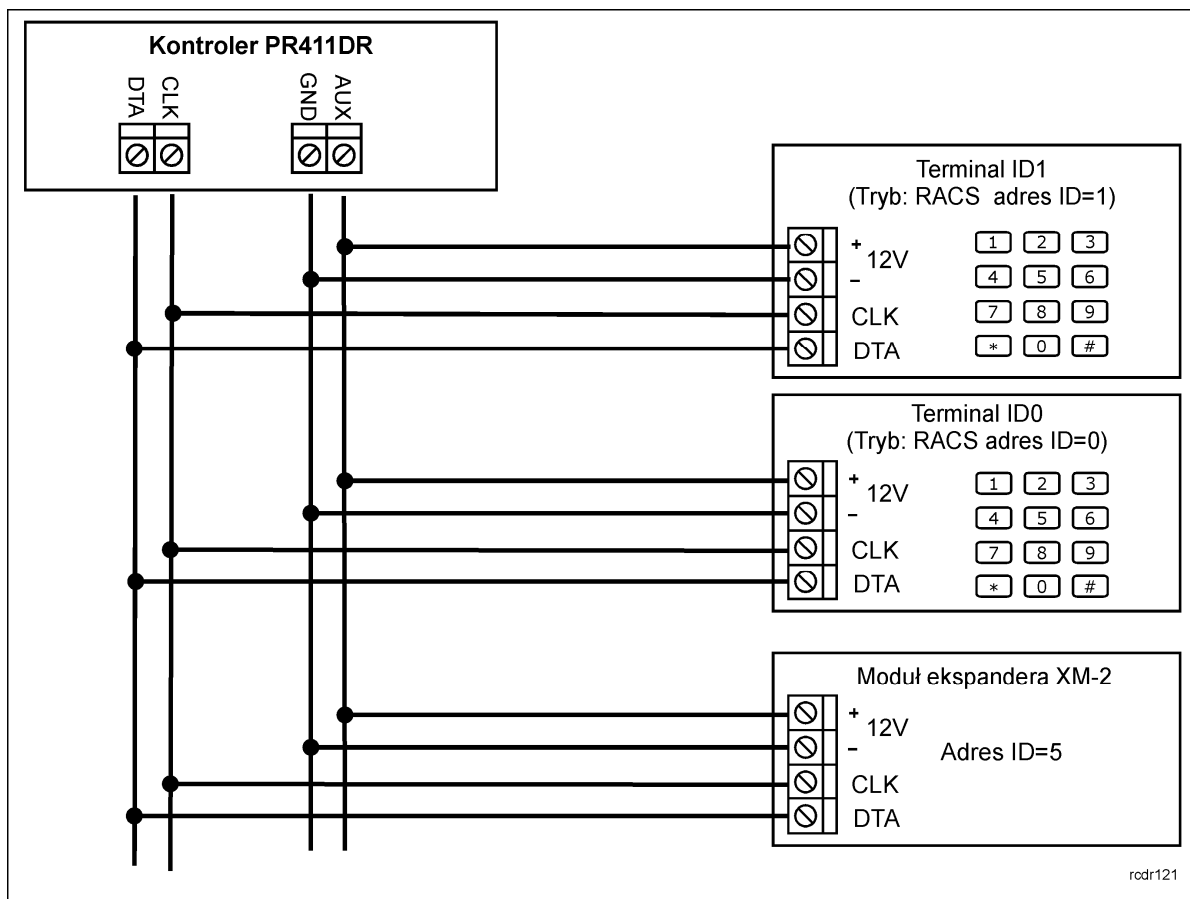 Kontroler PR411DR
DTA
CLK
GND
AUX
Terminal ID1
(Tryb: RACS adres ID=1)
+
12V
–
CLK
DTA
1 2 3
4 5 6
7 8 9
* 0 #
Terminal ID0
(Tryb: RACS adres ID=0)
+
12V
–
CLK
DTA
1 2 3
4 5 6
7 8 9
* 0 #
Moduł ekspandera XM-2
+
12V
–
CLK
DTA
Adres ID=5
rcdr121